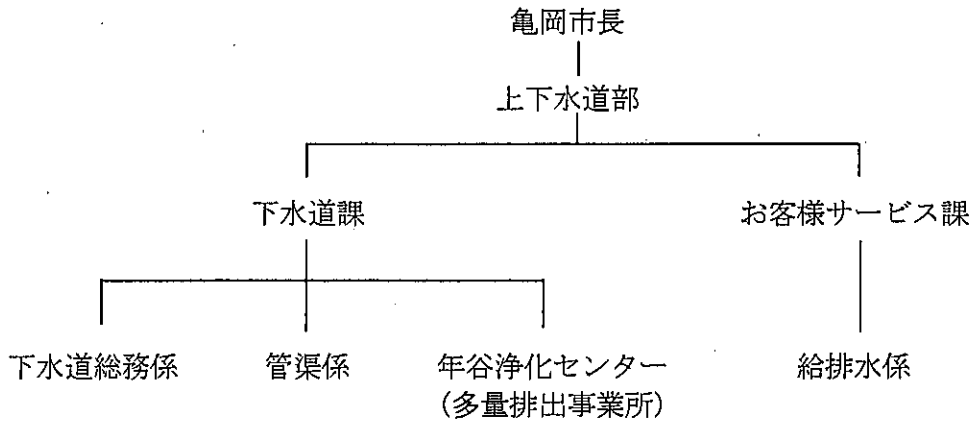 亀岡市長
上下水道部
下水道課
お客様サービス課
下水道総務係
管渠係
年谷浄化センター
(多量排出事業所)
給排水係